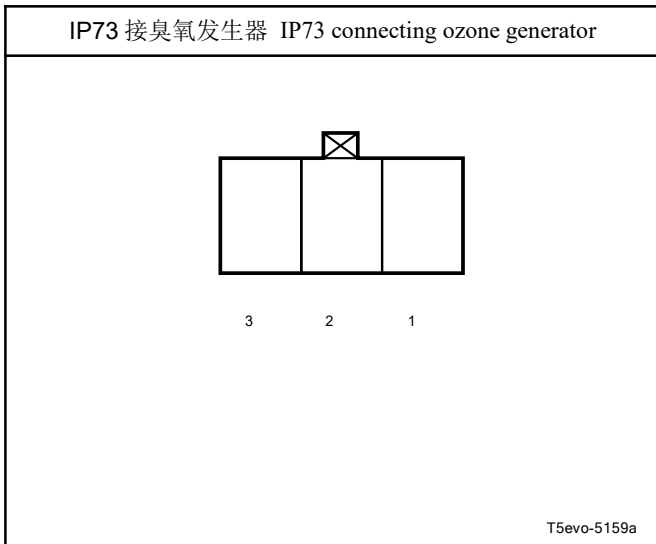 IP73 接臭氧发生器 IP73 connecting ozone generator
3 2 1
T5evo-5159a